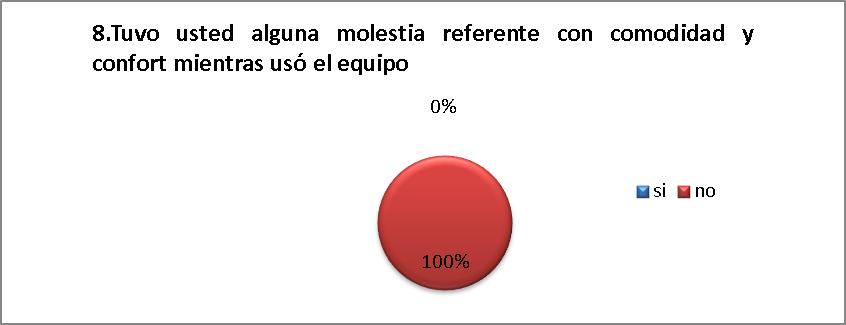 8.Tuvo usted alguna molestia referente con comodidad y
confort mientras usó el equipo
0%
si no
100%